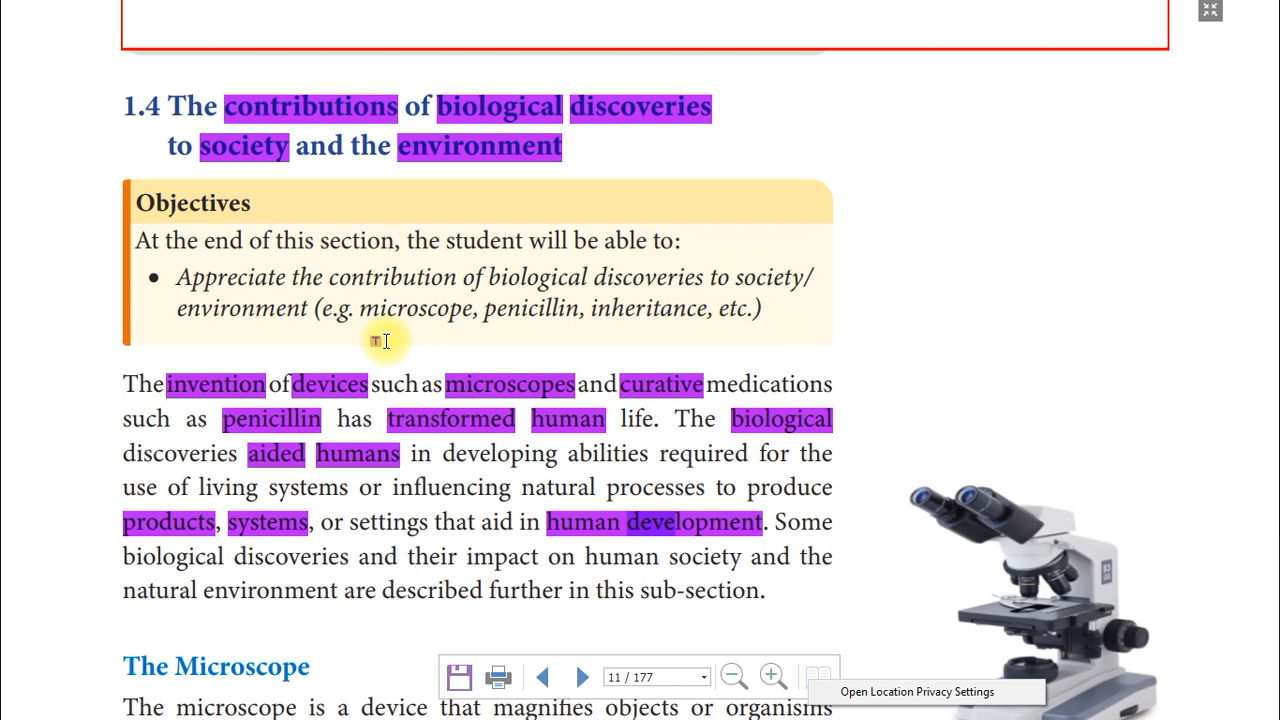 1.4 The contributions of biological discoveries
to society and the environment
Objectives
At the end of this section, the student will be able to:
• Appreciate the contribution of biological discoveries to society/
environment (e.g. microscope, penicillin, inheritance, etc.)
T
The invention of devices such as microscopes and curative medications
such as penicillin has transformed human life. The biological
discoveries aided humans in developing abilities required for the
use of living systems or influencing natural processes to produce
products, systems, or settings that aid in human development. Some
biological discoveries and their impact on human society and the
natural environment are described further in this sub-section.
The Microscope
11 / 177
Open Location Privacy Settings
The microscope is a device that magnifies objects or organisms